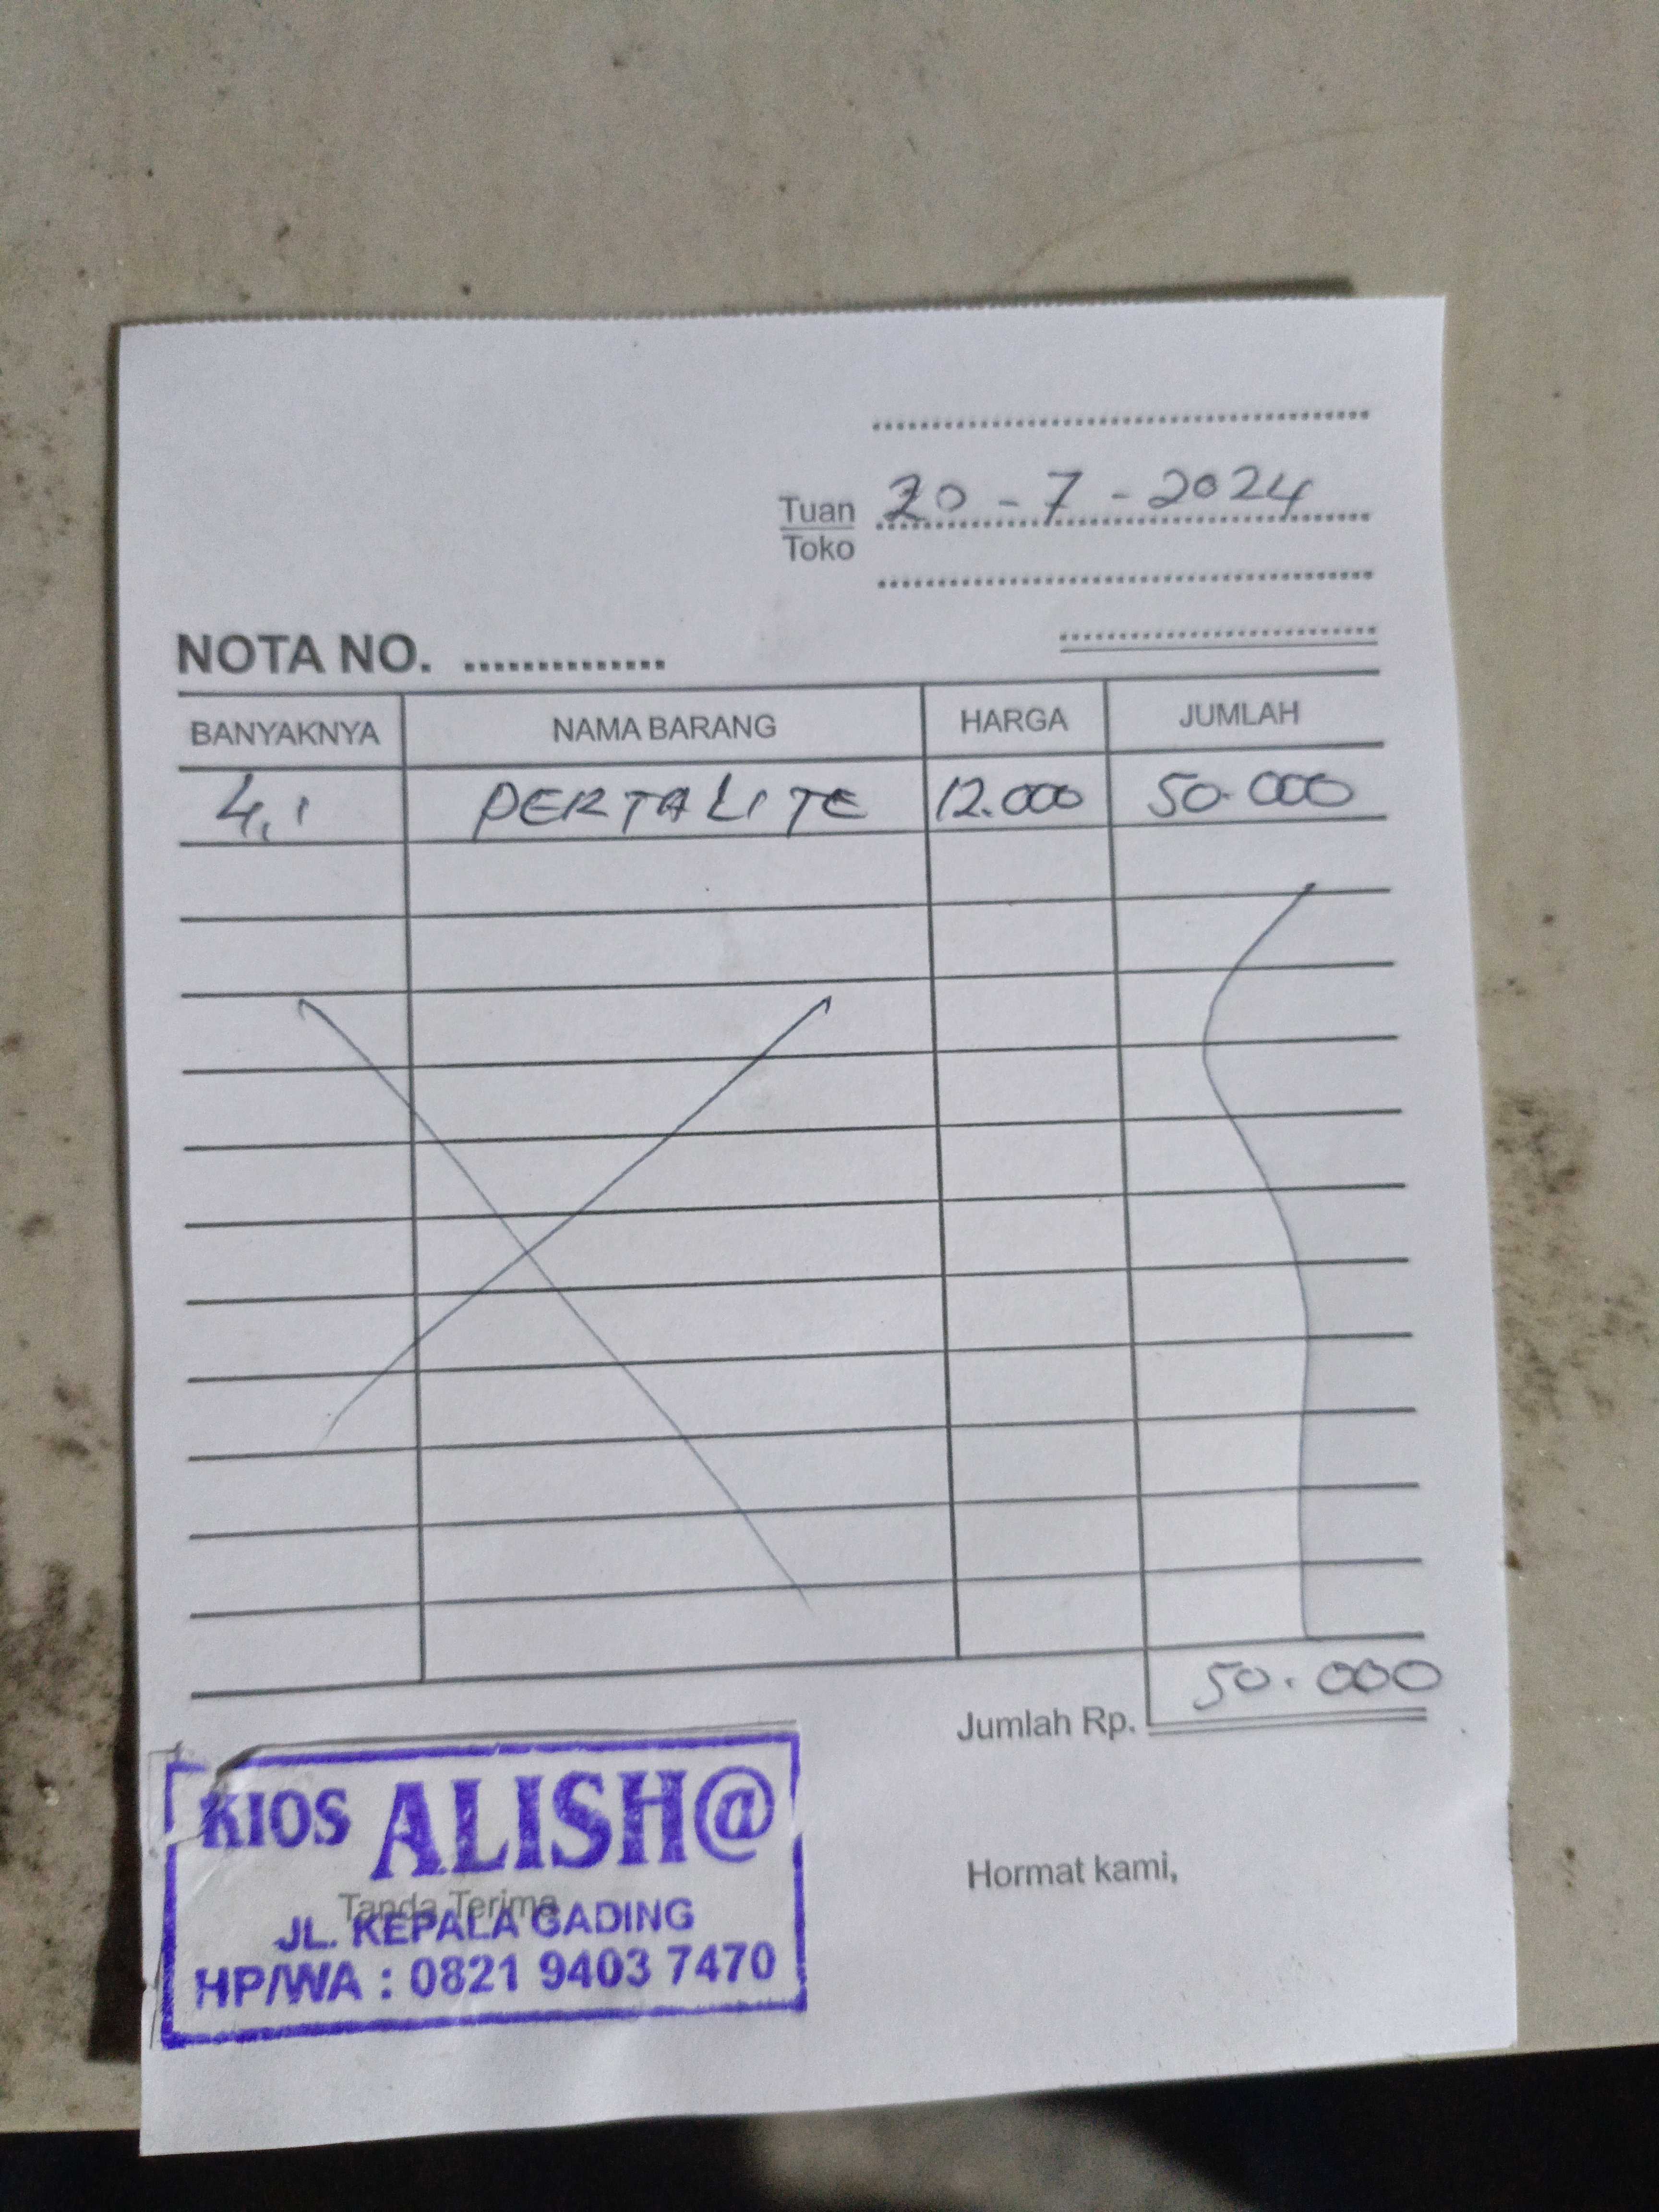 Tuan 20-7-2024
Toko
NOTA NO. ..............
BANYAKNYA NAMA BARANG HARGA JUMLAH
4,1 PERTALITE 12.000 50.000
Jumlah Rp. 50.000
KIOS ALISH@
Tanda Terima
JL. KEPALA GADING
HP/WA : 0821 9403 7470
Hormat kami,